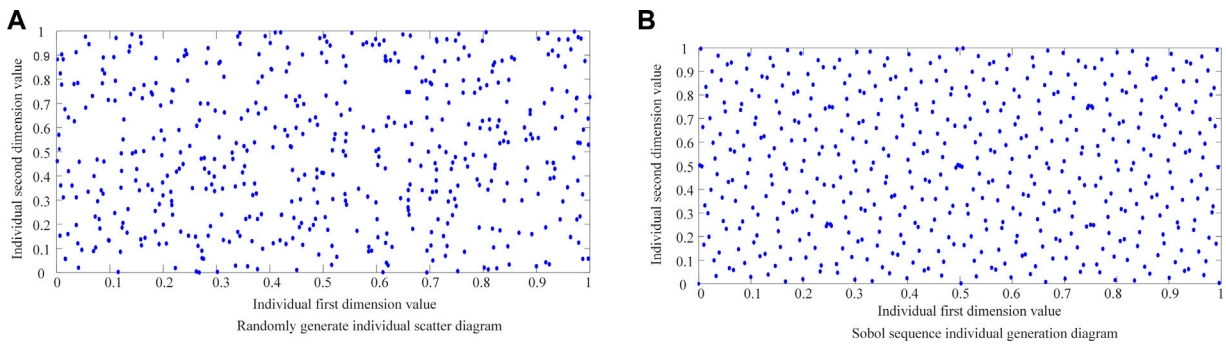 A
Individual second dimension value
1
0.9
0.8
0.7
0.6
0.5
0.4
0.3
0.2
0.1
0
0 0.1 0.2 0.3 0.4 0.5 0.6 0.7 0.8 0.9 1
Individual first dimension value
Randomly generate individual scatter diagram
B
Individual second dimension value
1
0.9
0.8
0.7
0.6
0.5
0.4
0.3
0.2
0.1
0
0 0.1 0.2 0.3 0.4 0.5 0.6 0.7 0.8 0.9 1
Individual first dimension value
Sobol sequence individual generation diagram